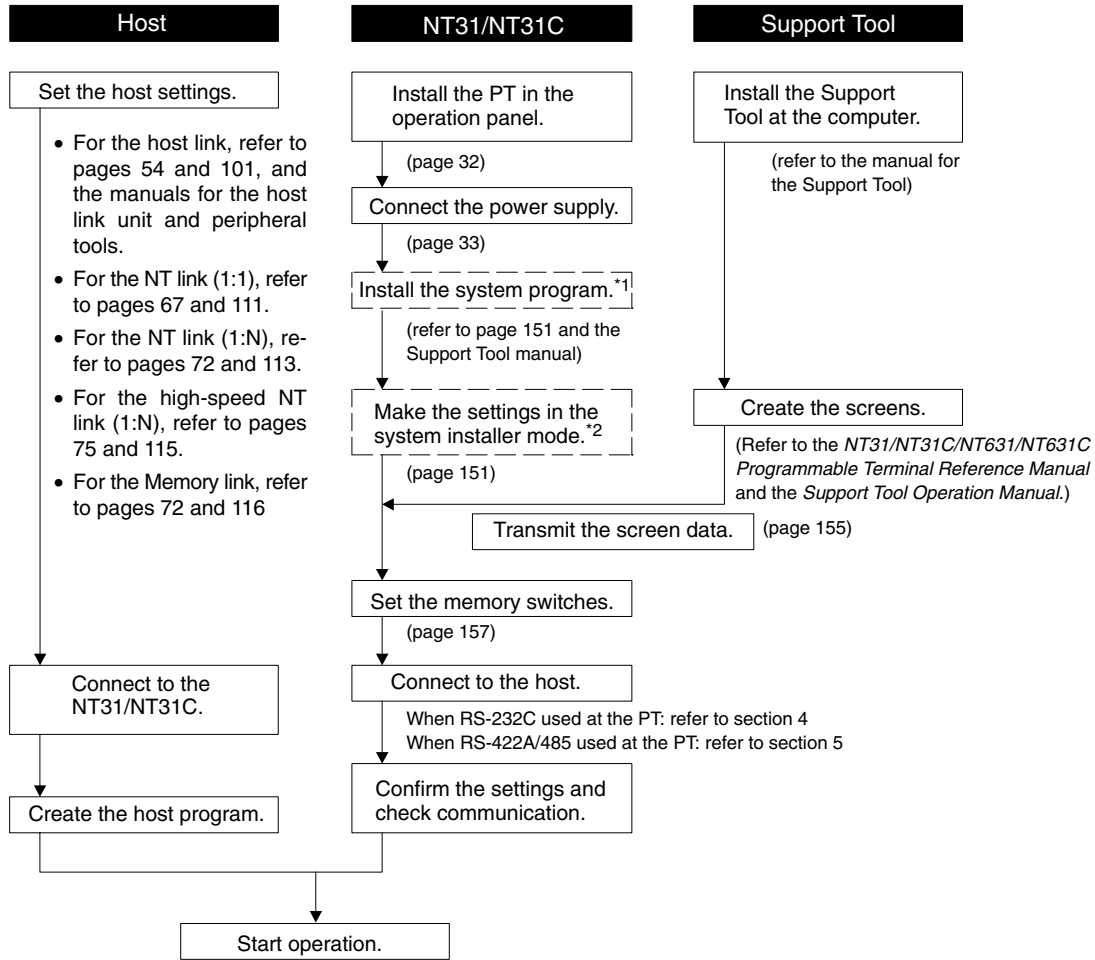 Host
NT31/NT31C
Support Tool
Set the host settings.
• For the host link, refer to
pages 54 and 101, and
the manuals for the host
link unit and peripheral
tools.
• For the NT link (1:1), refer
to pages 67 and 111.
• For the NT link (1:N), re-
fer to pages 72 and 113.
• For the high-speed NT
link (1:N), refer to pages
75 and 115.
• For the Memory link, refer
to pages 72 and 116
Connect to the
NT31/NT31C.
Create the host program.
Install the PT in the
operation panel.
(page 32)
Connect the power supply.
(page 33)
Install the system program.*1
(refer to page 151 and the
Support Tool manual)
Make the settings in the
system installer mode.*2
(page 151)
Install the Support
Tool at the computer.
(refer to the manual for
the Support Tool)
Create the screens.
(Refer to the NT31/NT31C/NT631/NT631C
Programmable Terminal Reference Manual
and the Support Tool Operation Manual.)
Transmit the screen data.
(page 155)
Set the memory switches.
(page 157)
Connect to the host.
When RS-232C used at the PT: refer to section 4
When RS-422A/485 used at the PT: refer to section 5
Confirm the settings and
check communication.
Start operation.